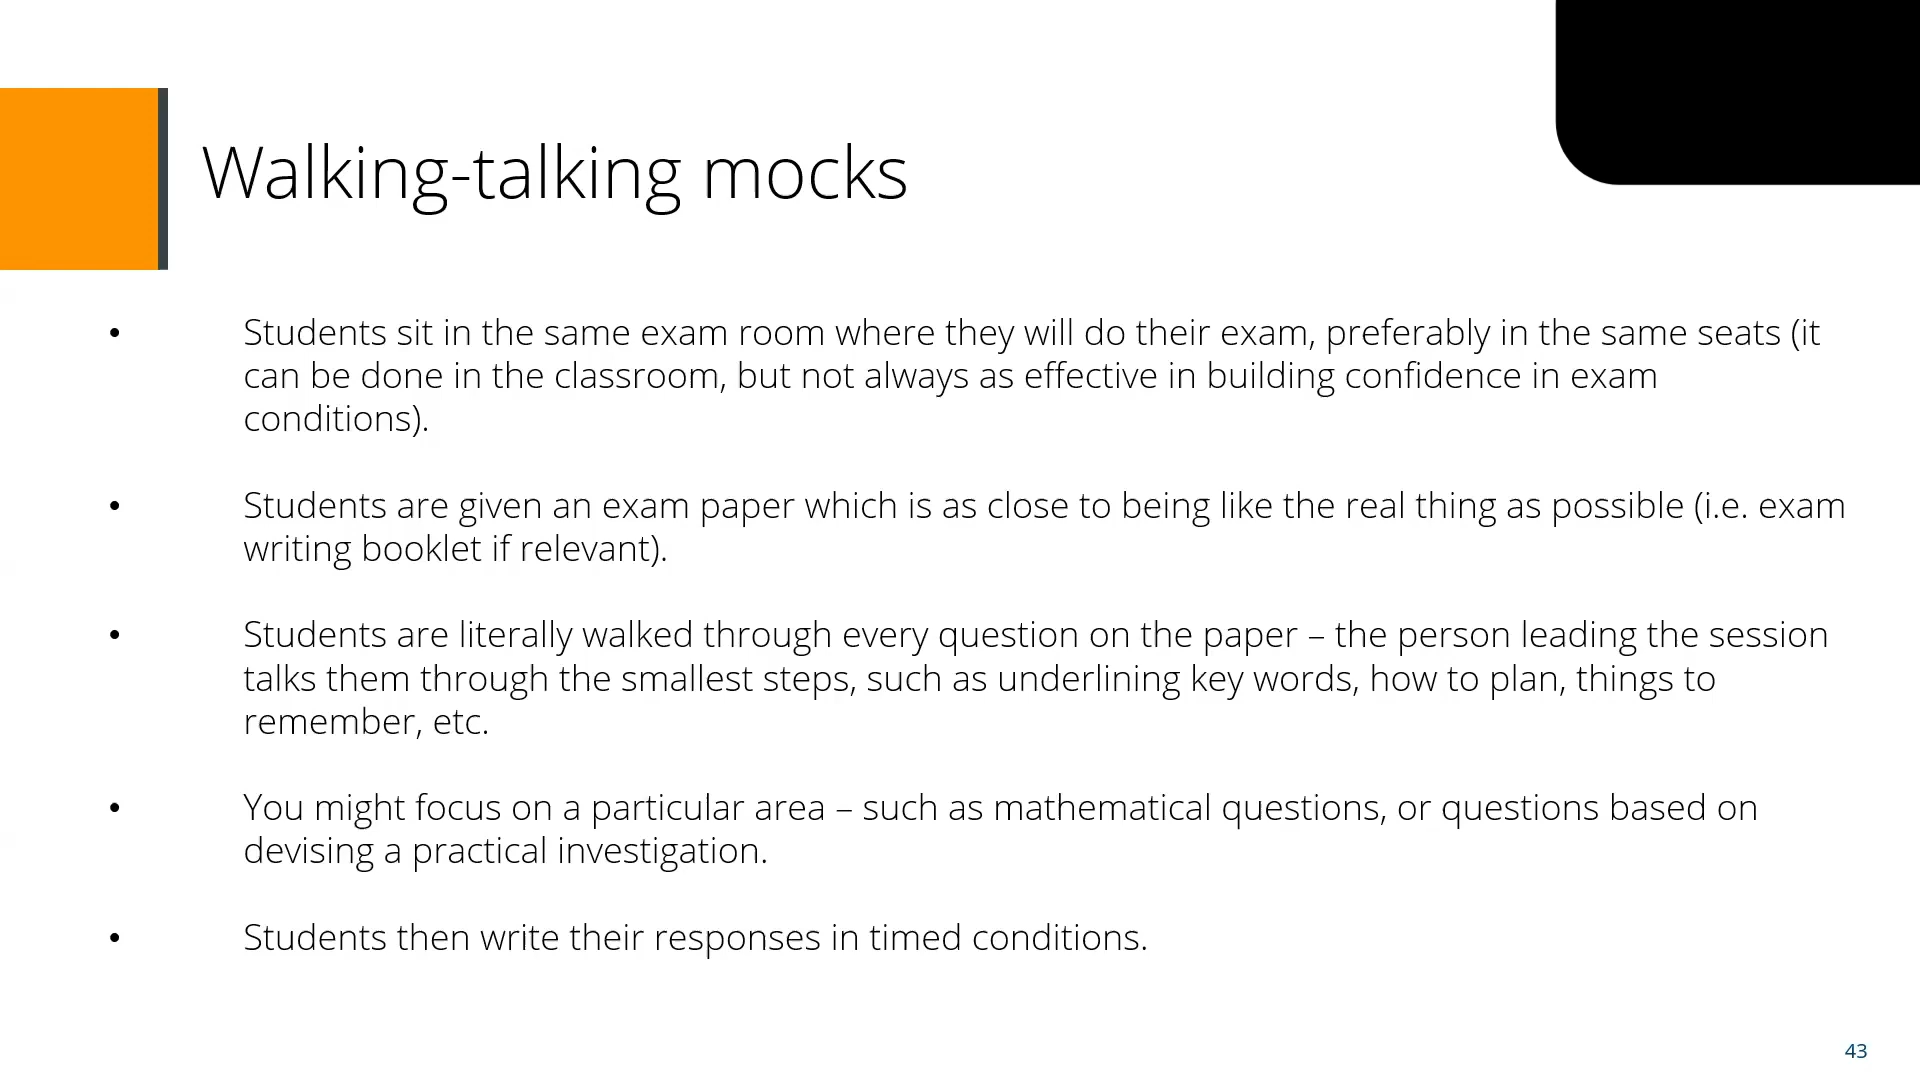 Walking-talking mocks
• Students sit in the same exam room where they will do their exam, preferably in the same seats (it
can be done in the classroom, but not always as effective in building confidence in exam
conditions).
• Students are given an exam paper which is as close to being like the real thing as possible (i.e. exam
writing booklet if relevant).
• Students are literally walked through every question on the paper – the person leading the session
talks them through the smallest steps, such as underlining key words, how to plan, things to
remember, etc.
• You might focus on a particular area – such as mathematical questions, or questions based on
devising a practical investigation.
• Students then write their responses in timed conditions.
43